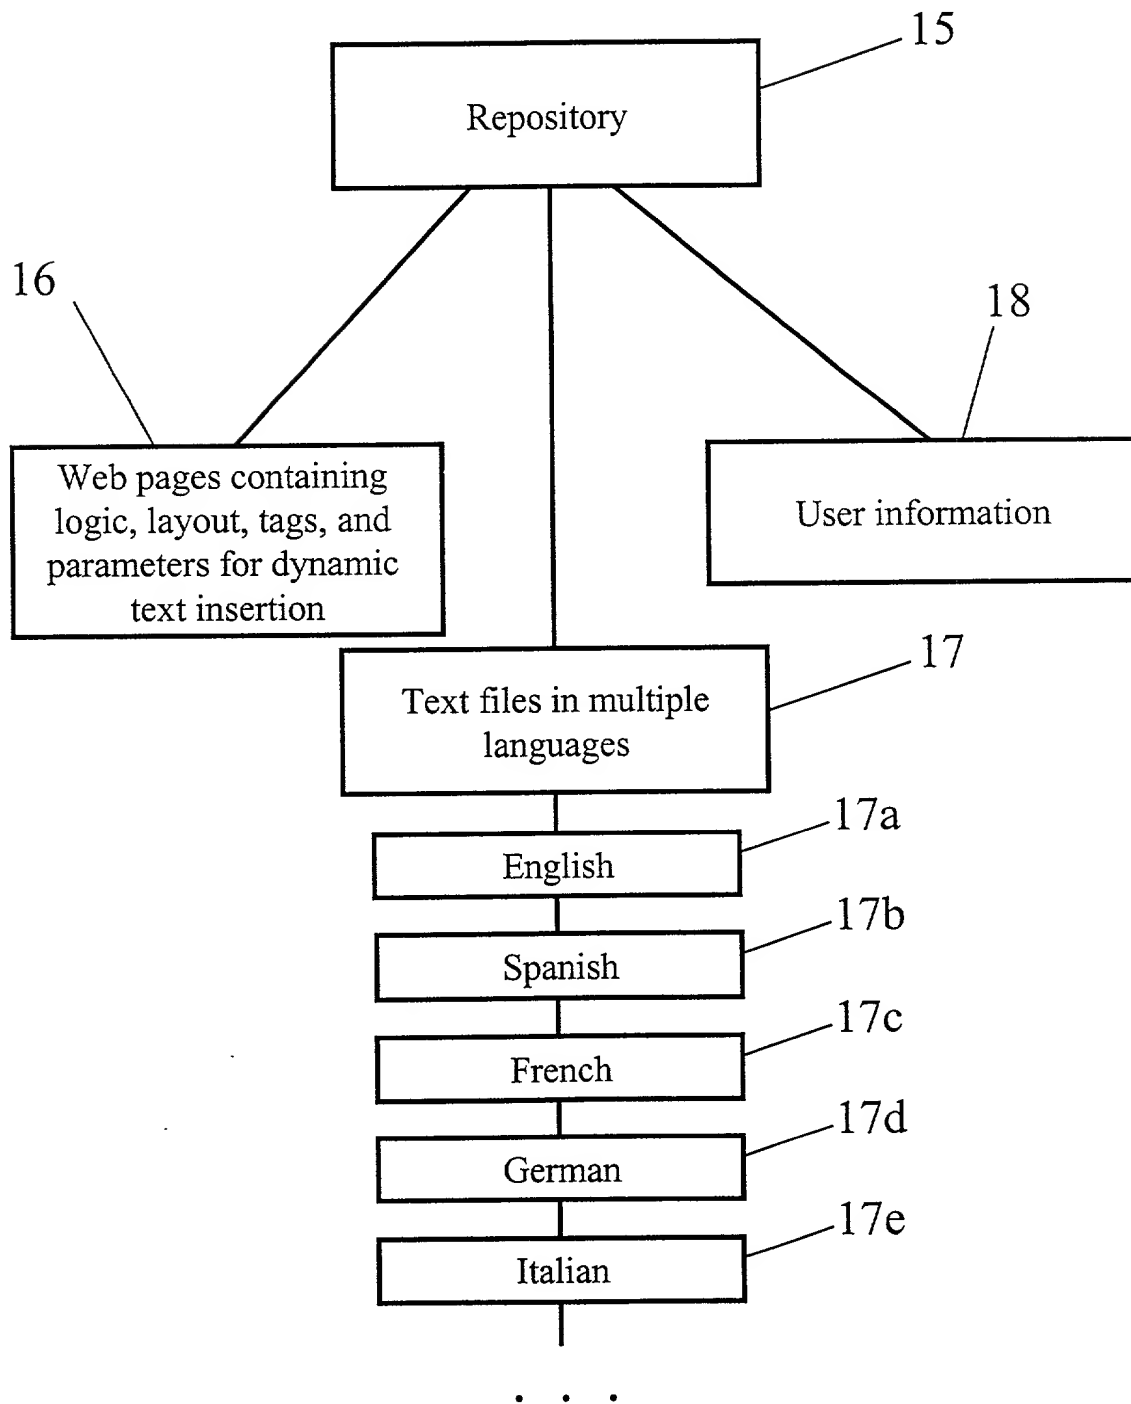 15
Repository
16
18
Web pages containing
logic, layout, tags, and
parameters for dynamic
text insertion
User information
17
Text files in multiple
languages
17a
English
17b
Spanish
17c
French
17d
German
17e
Italian
. . .